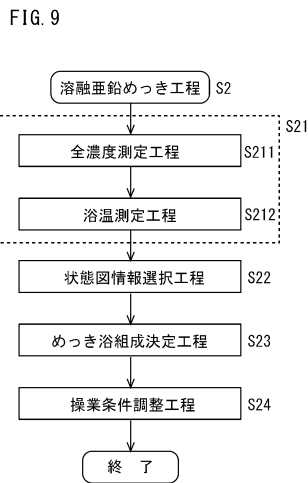 FIG. 9
溶融亜鉛めっき工程 S2
S21
全濃度測定工程 S211
浴温測定工程 S212
状態図情報選択工程 S22
めっき浴組成決定工程 S23
操業条件調整工程 S24
終 了